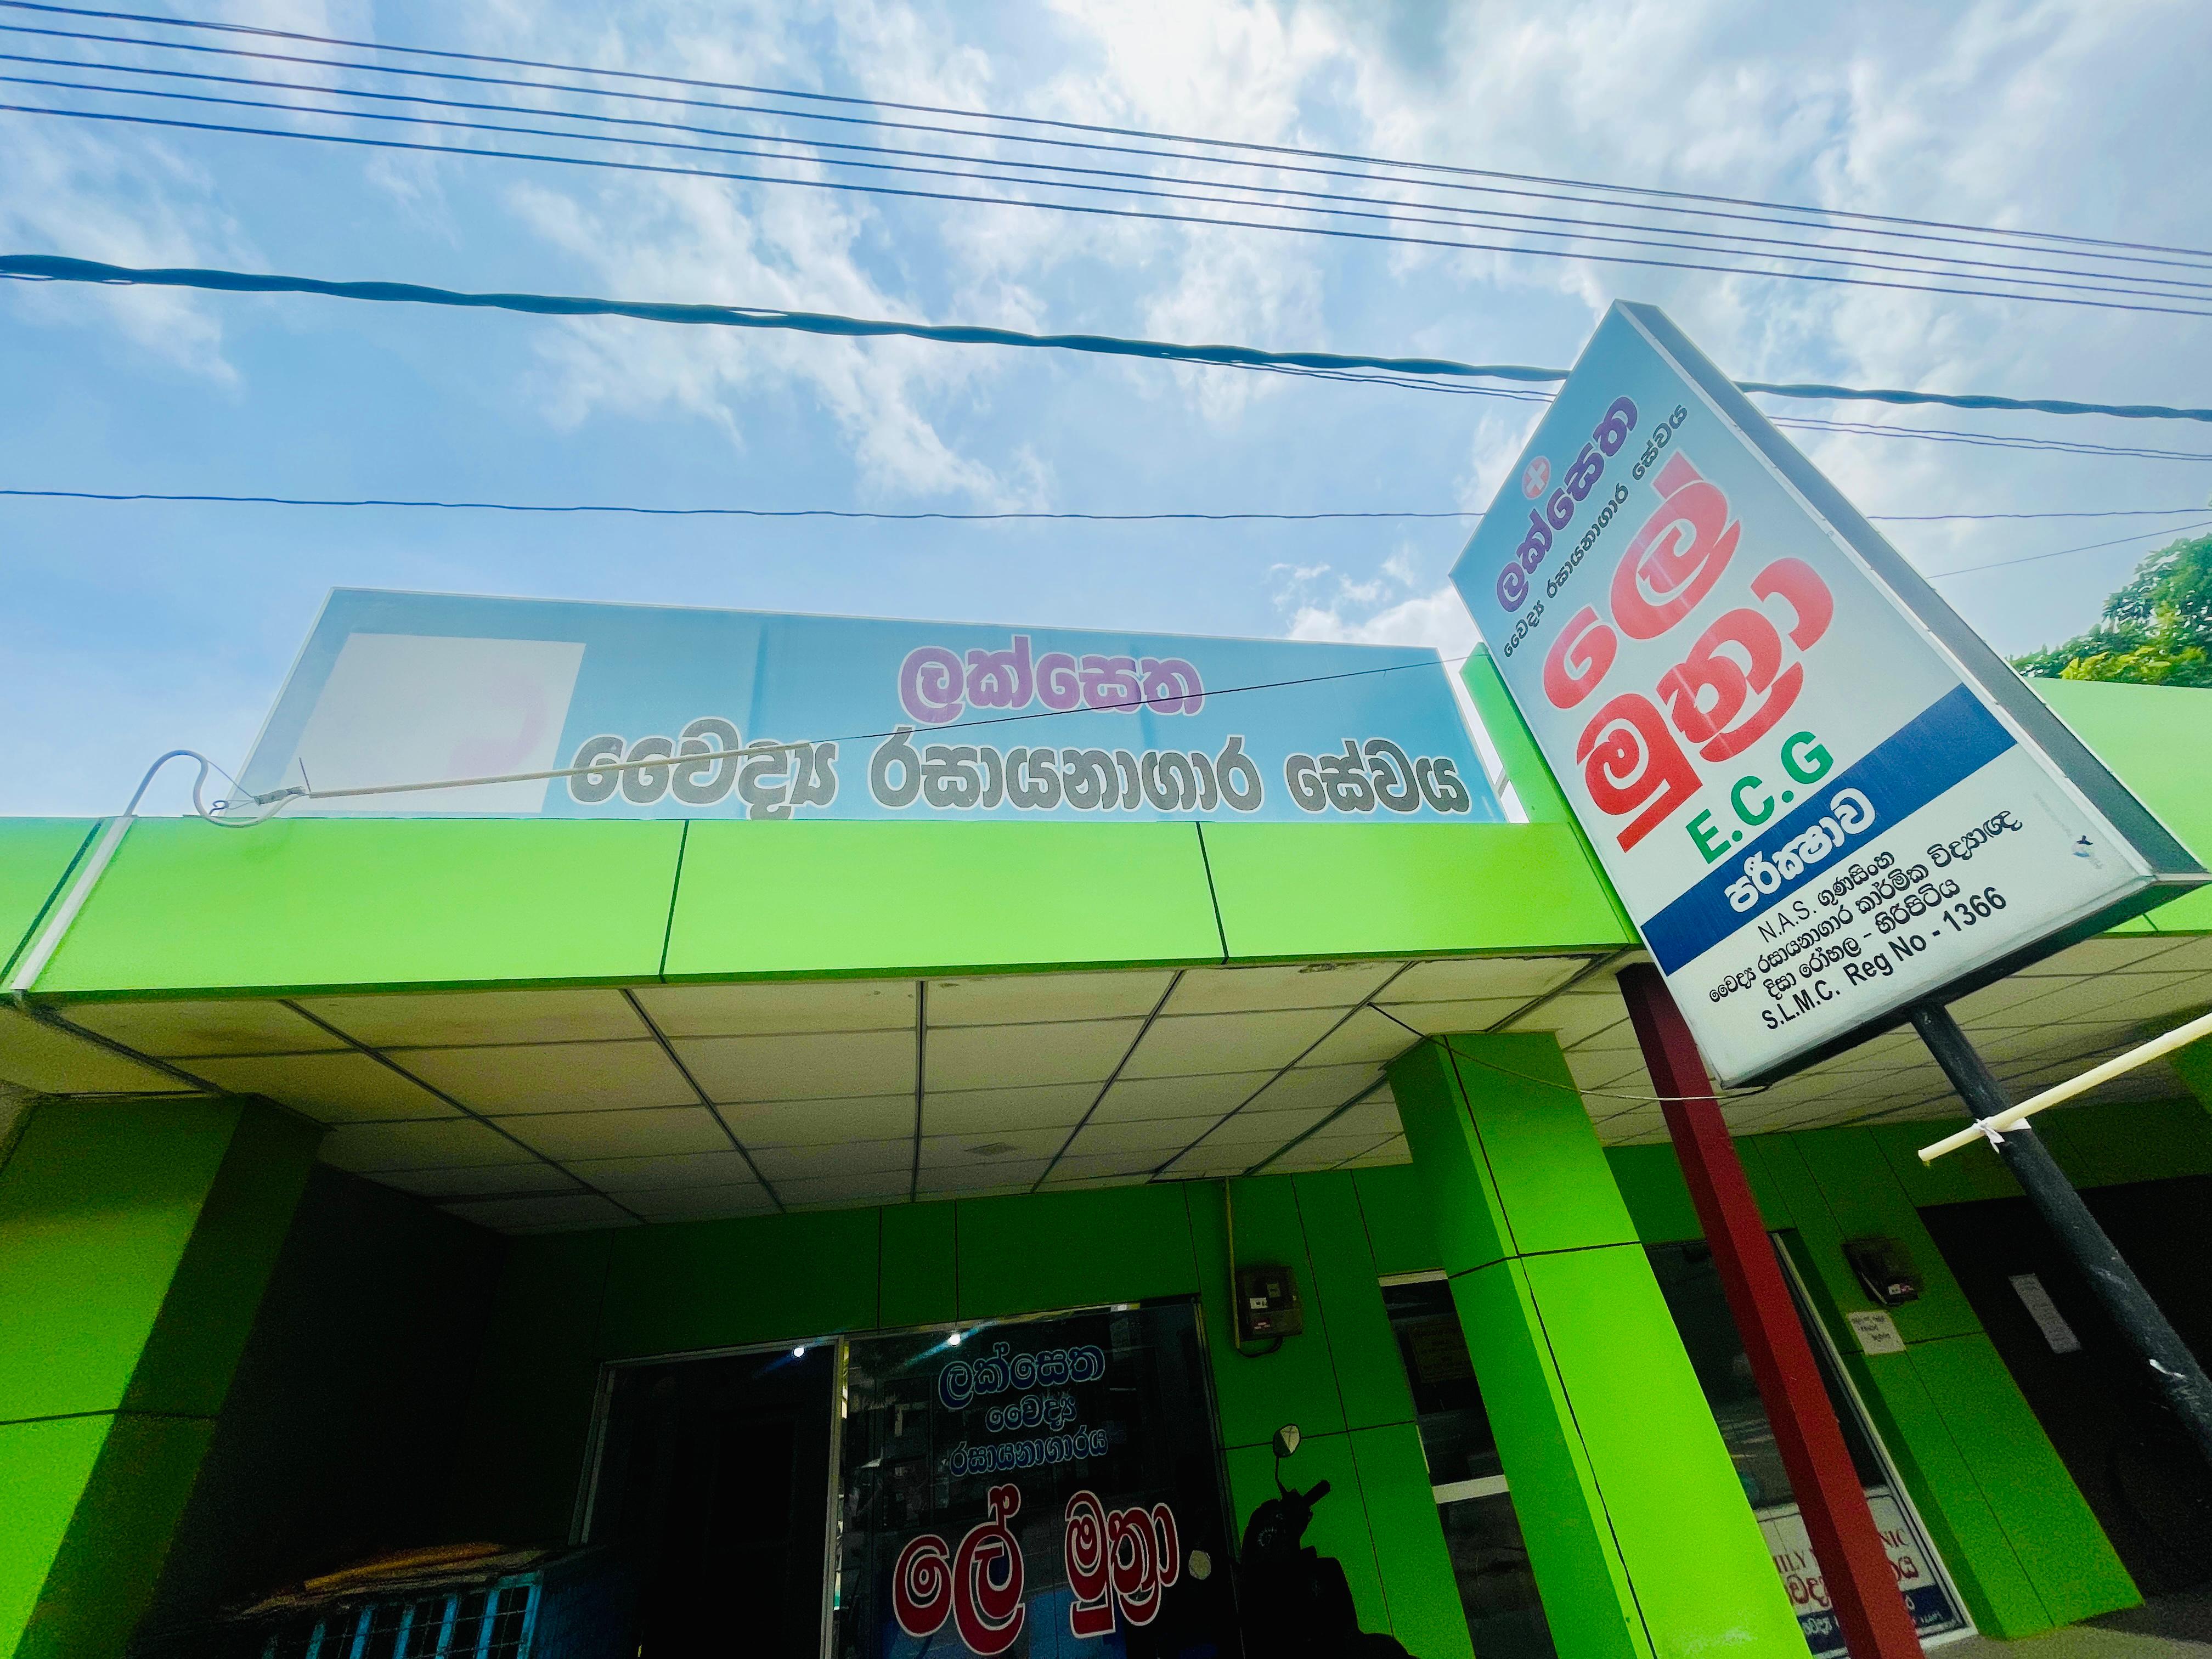 ලක්සෙත
වෛද්‍ය රසායනාගාර සේවය
ලක්සෙත
වෛද්‍ය රසායනාගාර සේවය
ලේ
මුත්‍රා
E.C.G
පරීක්ෂාව
N.A.S. ගුණසිංහ
වෛද්‍ය රසායනාගාර කාර්මික විද්‍යාඥ
දිසා රෝහල - හිරිපිටිය
S.L.M.C. Reg No - 1366
ලක්සෙත
වෛද්‍ය
රසායනාගාරය
ලේ මුත්‍රා